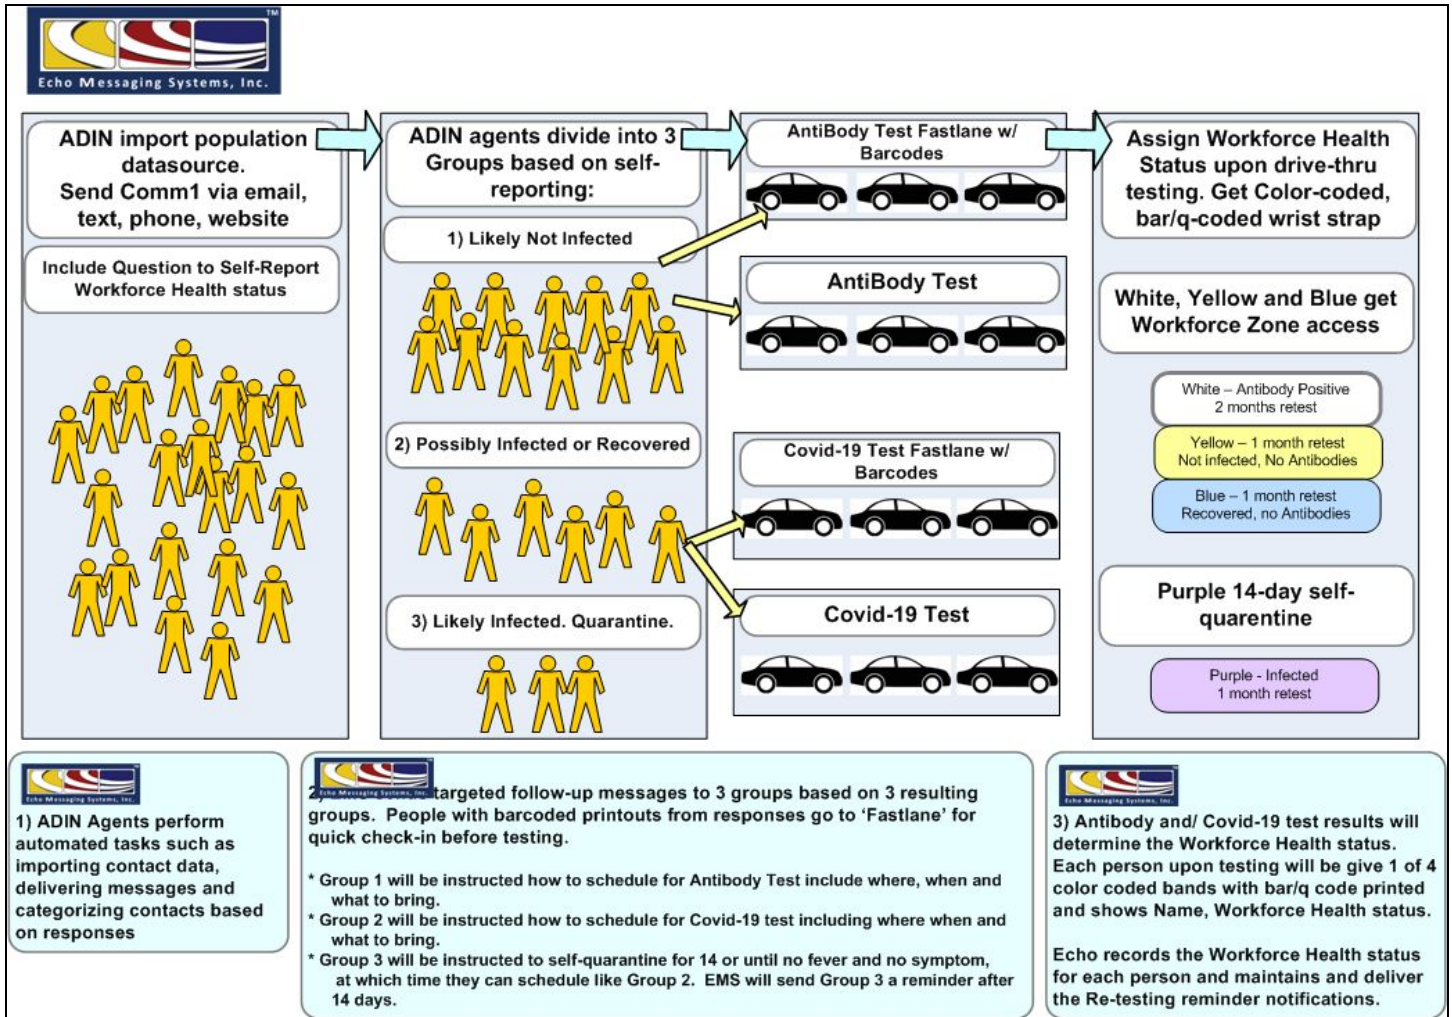 TM
Echo Messaging Systems, Inc.
ADIN import population
datasource.
Send Comm1 via email,
text, phone, website
Include Question to Self-Report
Workforce Health status
ADIN agents divide into 3
Groups based on self-
reporting:
1) Likely Not Infected
2) Possibly Infected or Recovered
3) Likely Infected. Quarantine.
AntiBody Test Fastlane w/
Barcodes
AntiBody Test
Covid-19 Test Fastlane w/
Barcodes
Covid-19 Test
Assign Workforce Health
Status upon drive-thru
testing. Get Color-coded,
bar/q-coded wrist strap
White, Yellow and Blue get
Workforce Zone access
White – Antibody Positive
2 months retest
Yellow – 1 month retest
Not infected, No Antibodies
Blue – 1 month retest
Recovered, no Antibodies
Purple 14-day self-
quarentine
Purple - Infected
1 month retest
Echo Messaging Systems, Inc.
1) ADIN Agents perform
automated tasks such as
importing contact data,
delivering messages and
categorizing contacts based
on responses
Echo Messaging Systems, Inc.
2) targeted follow-up messages to 3 groups based on 3 resulting
groups. People with barcoded printouts from responses go to ‘Fastlane’ for
quick check-in before testing.
* Group 1 will be instructed how to schedule for Antibody Test include where, when and
what to bring.
* Group 2 will be instructed how to schedule for Covid-19 test including where when and
what to bring.
* Group 3 will be instructed to self-quarantine for 14 or until no fever and no symptom,
at which time they can schedule like Group 2. EMS will send Group 3 a reminder after
14 days.
Echo Messaging Systems, Inc.
3) Antibody and/ Covid-19 test results will
determine the Workforce Health status.
Each person upon testing will be give 1 of 4
color coded bands with bar/q code printed
and shows Name, Workforce Health status.
Echo records the Workforce Health status
for each person and maintains and deliver
the Re-testing reminder notifications.